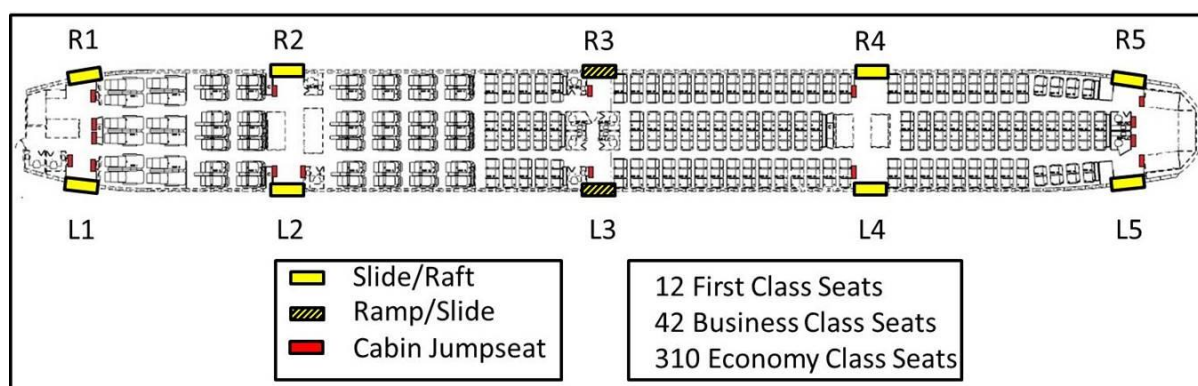 R1 R2 R3 R4 R5
L1 L2 L3 L4 L5
Slide/Raft
Ramp/Slide
Cabin Jumpseat
12 First Class Seats
42 Business Class Seats
310 Economy Class Seats